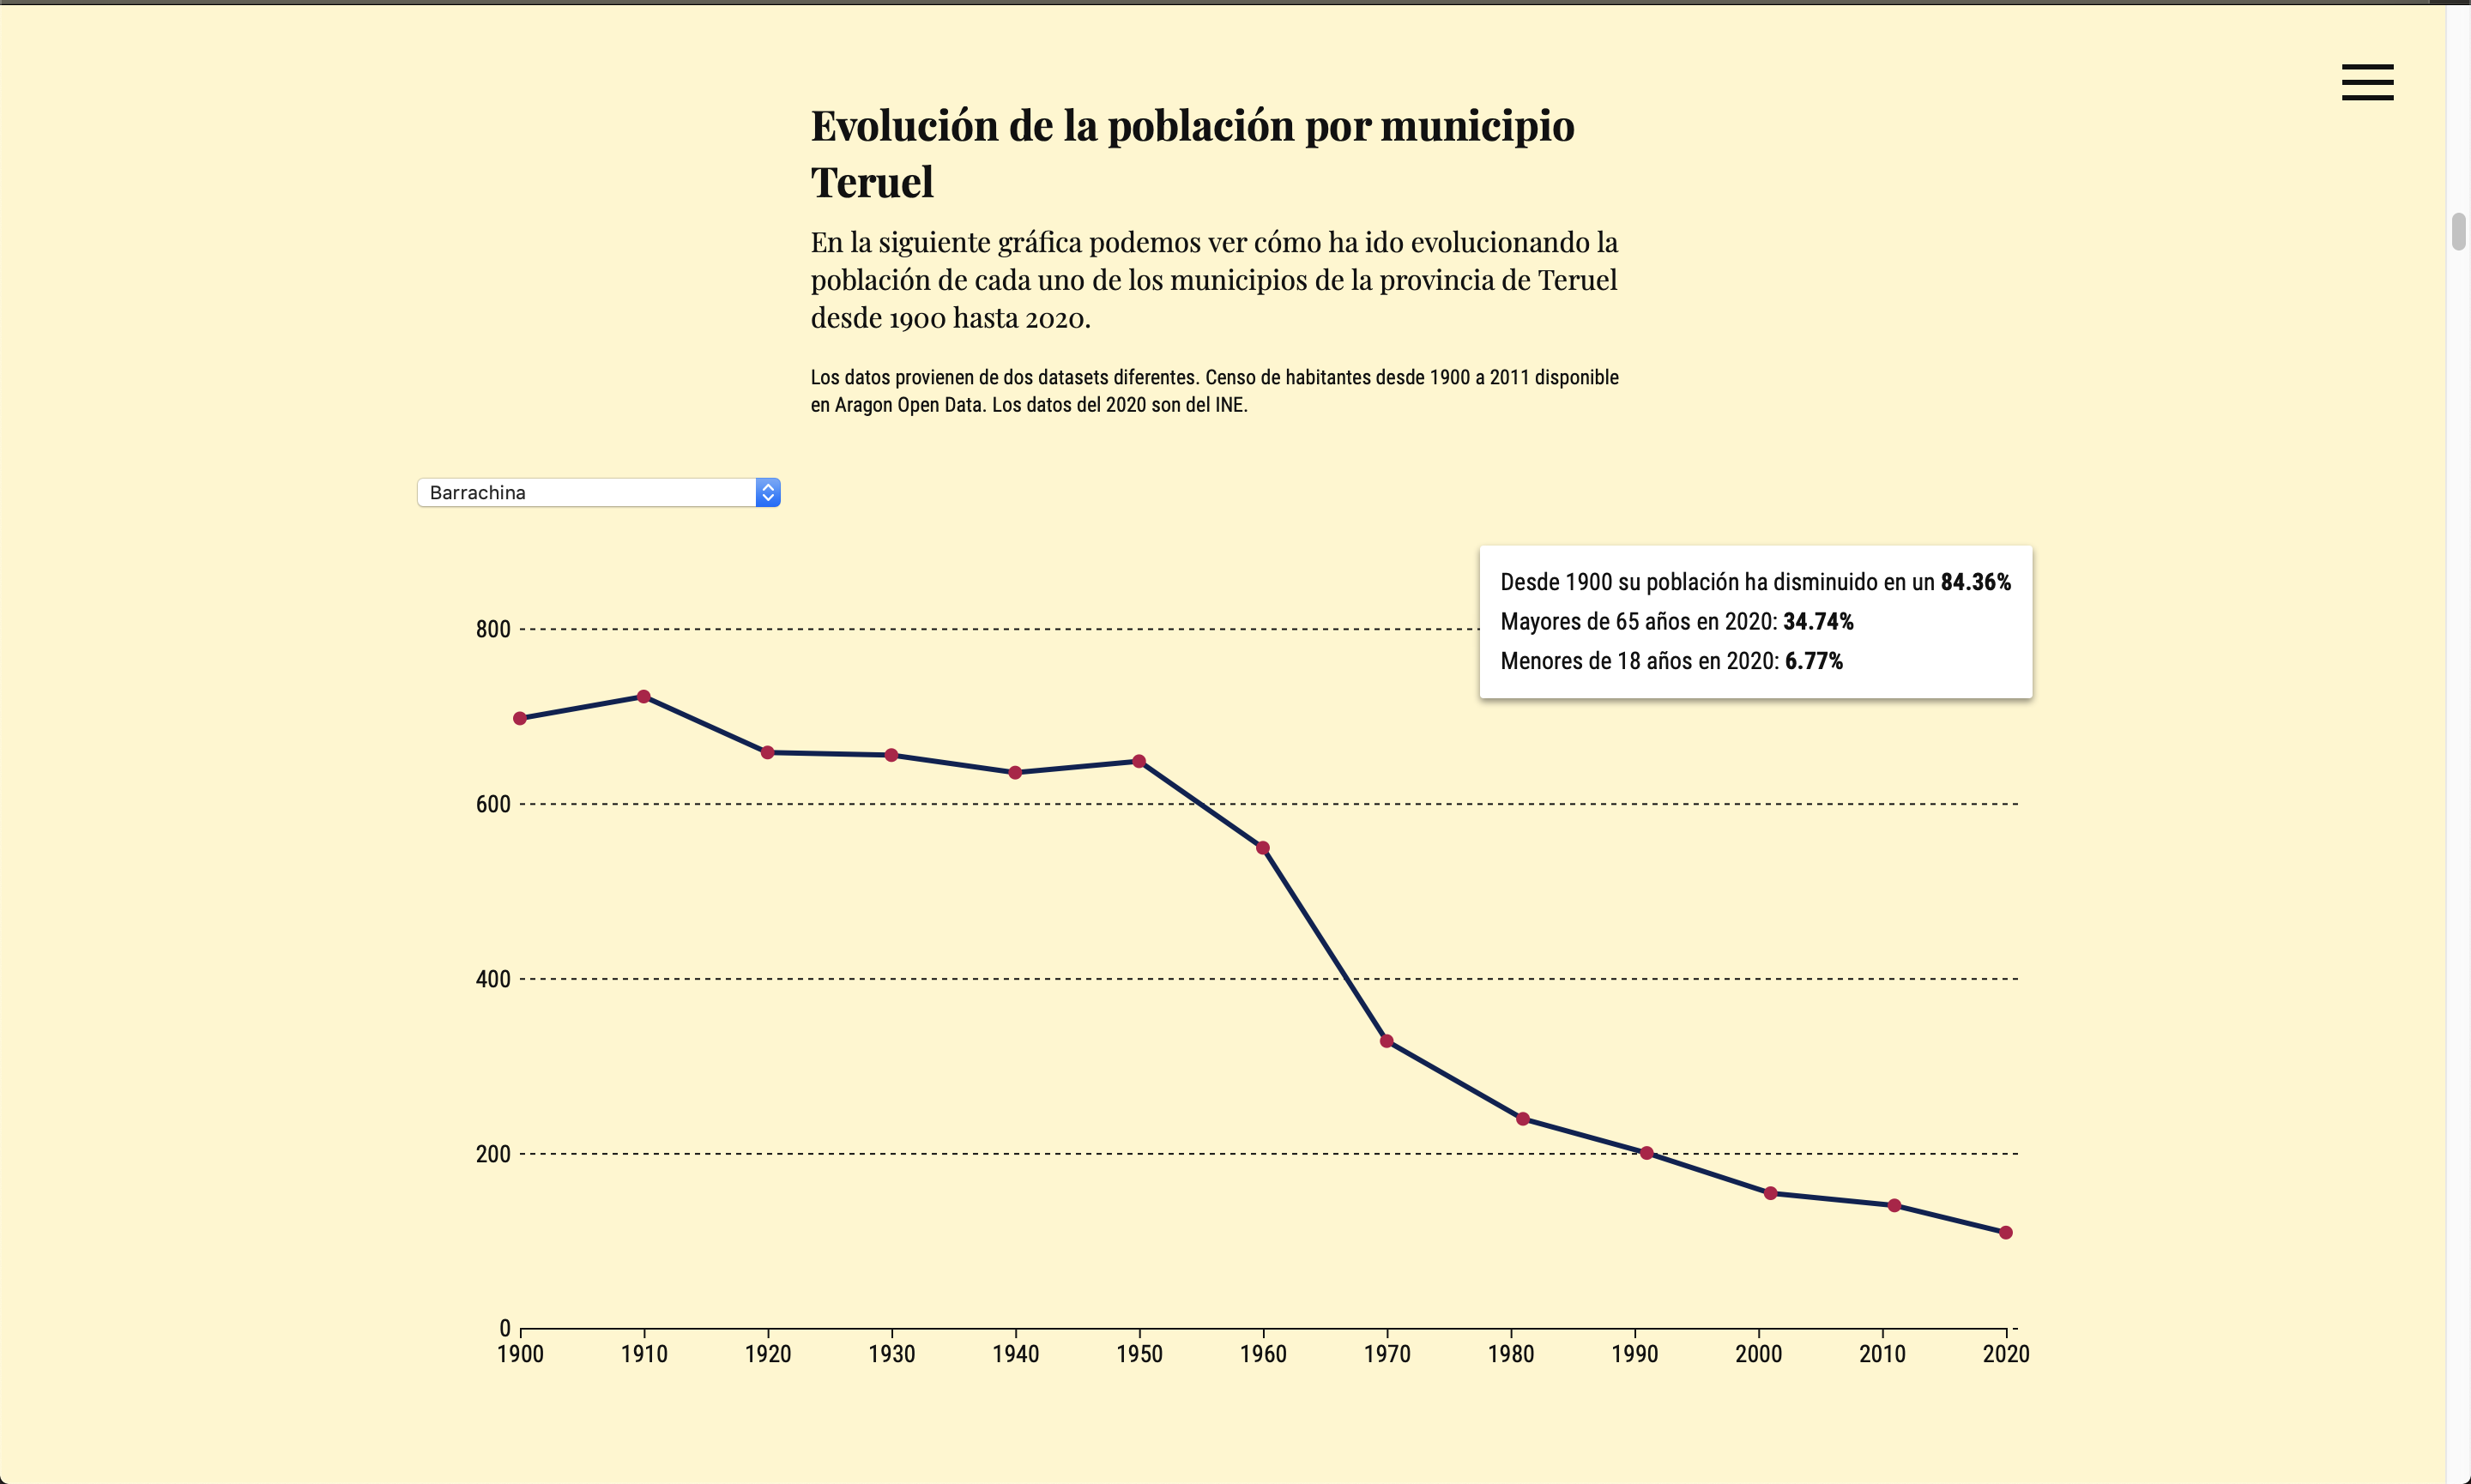 Evolución de la población por municipio
Teruel
En la siguiente gráfica podemos ver cómo ha ido evolucionando la
población de cada uno de los municipios de la provincia de Teruel
desde 1900 hasta 2020.
Los datos provienen de dos datasets diferentes. Censo de habitantes desde 1900 a 2011 disponible
en Aragon Open Data. Los datos del 2020 son del INE.
Barrachina
Desde 1900 su población ha disminuido en un 84.36%
Mayores de 65 años en 2020: 34.74%
Menores de 18 años en 2020: 6.77%
800
600
400
200
0
1900 1910 1920 1930 1940 1950 1960 1970 1980 1990 2000 2010 2020